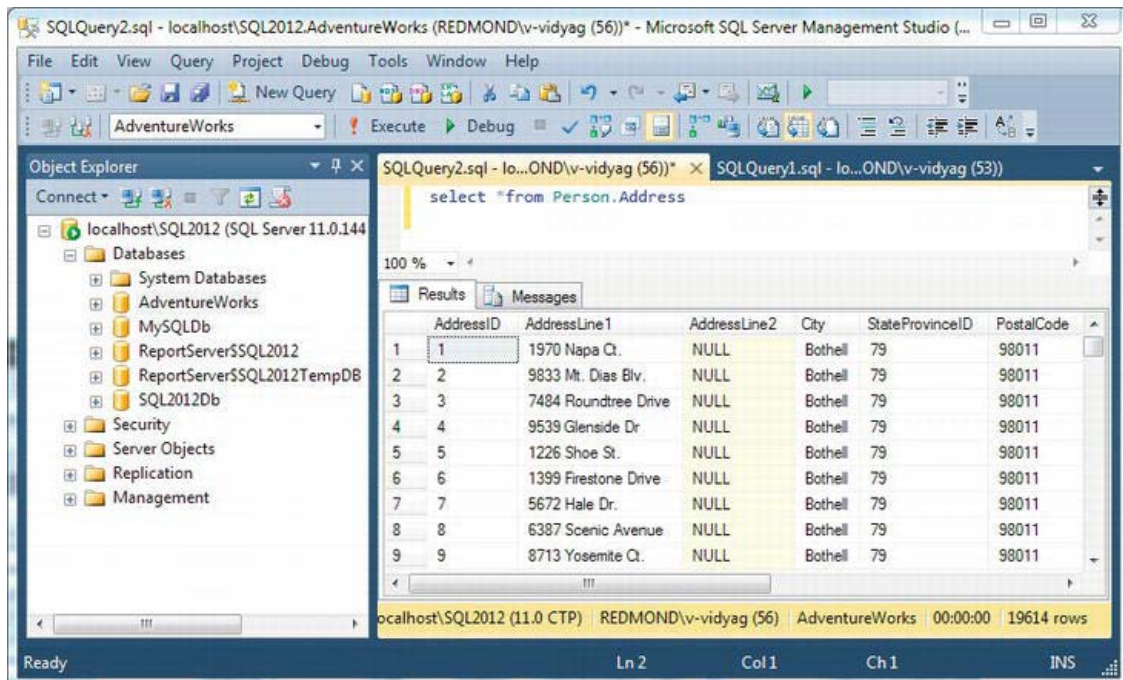 SQLQuery2.sql - localhost\SQL2012.AdventureWorks (REDMOND\v-vidyag (56))* - Microsoft SQL Server Management Studio (...
File Edit View Query Project Debug Tools Window Help
New Query
AdventureWorks Execute Debug
Object Explorer
Connect
localhost\SQL2012 (SQL Server 11.0.144
Databases
System Databases
AdventureWorks
MySQLDb
ReportServer$SQL2012
ReportServer$SQL2012TempDB
SQL2012Db
Security
Server Objects
Replication
Management
SQLQuery2.sql - lo...OND\v-vidyag (56))* SQLQuery1.sql - lo...OND\v-vidyag (53))
select *from Person.Address
100 %
Results Messages
AddressID AddressLine1 AddressLine2 City StateProvinceID PostalCode
1 1 1970 Napa Ct. NULL Bothell 79 98011
2 2 9833 Mt. Dias Blv. NULL Bothell 79 98011
3 3 7484 Roundtree Drive NULL Bothell 79 98011
4 4 9539 Glenside Dr NULL Bothell 79 98011
5 5 1226 Shoe St. NULL Bothell 79 98011
6 6 1399 Firestone Drive NULL Bothell 79 98011
7 7 5672 Hale Dr. NULL Bothell 79 98011
8 8 6387 Scenic Avenue NULL Bothell 79 98011
9 9 8713 Yosemite Ct. NULL Bothell 79 98011
ocalhost\SQL2012 (11.0 CTP) REDMOND\v-vidyag (56) AdventureWorks 00:00:00 19614 rows
Ready Ln 2 Col 1 Ch 1 INS